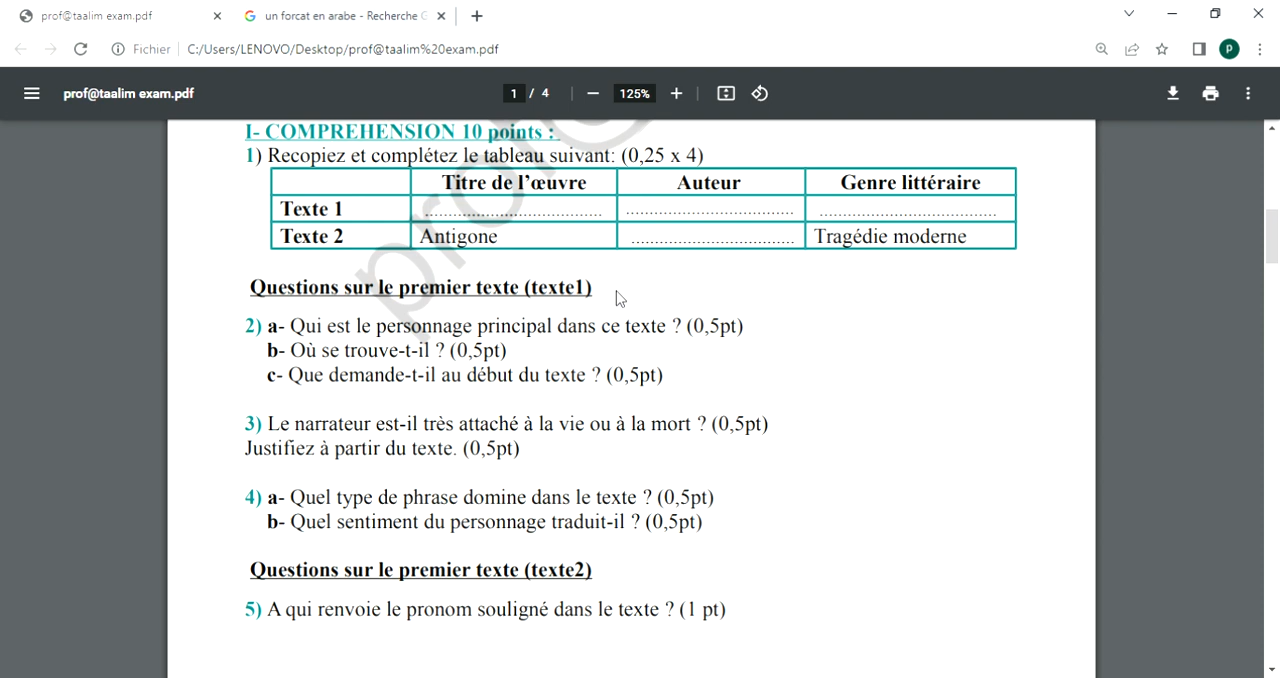 prof@taalim exam.pdf
un forcat en arabe - Recherche G
Fichier
C:/Users/LENOVO/Desktop/prof@taalim%20exam.pdf
P
prof@taalim exam.pdf
1 / 4
125%
I- COMPREHENSION 10 points :
1) Recopiez et complétez le tableau suivant: (0,25 x 4)
Titre de l'œuvre Auteur Genre littéraire
Texte 1 .................................... .................................. ....................................
Texte 2 Antigone ................................. Tragédie moderne
Questions sur le premier texte (texte1)
2) a- Qui est le personnage principal dans ce texte ? (0,5pt)
b- Où se trouve-t-il ? (0,5pt)
c- Que demande-t-il au début du texte ? (0,5pt)
3) Le narrateur est-il très attaché à la vie ou à la mort ? (0,5pt)
Justifiez à partir du texte. (0,5pt)
4) a- Quel type de phrase domine dans le texte ? (0,5pt)
b- Quel sentiment du personnage traduit-il ? (0,5pt)
Questions sur le premier texte (texte2)
5) A qui renvoie le pronom souligné dans le texte ? (1 pt)
prof@